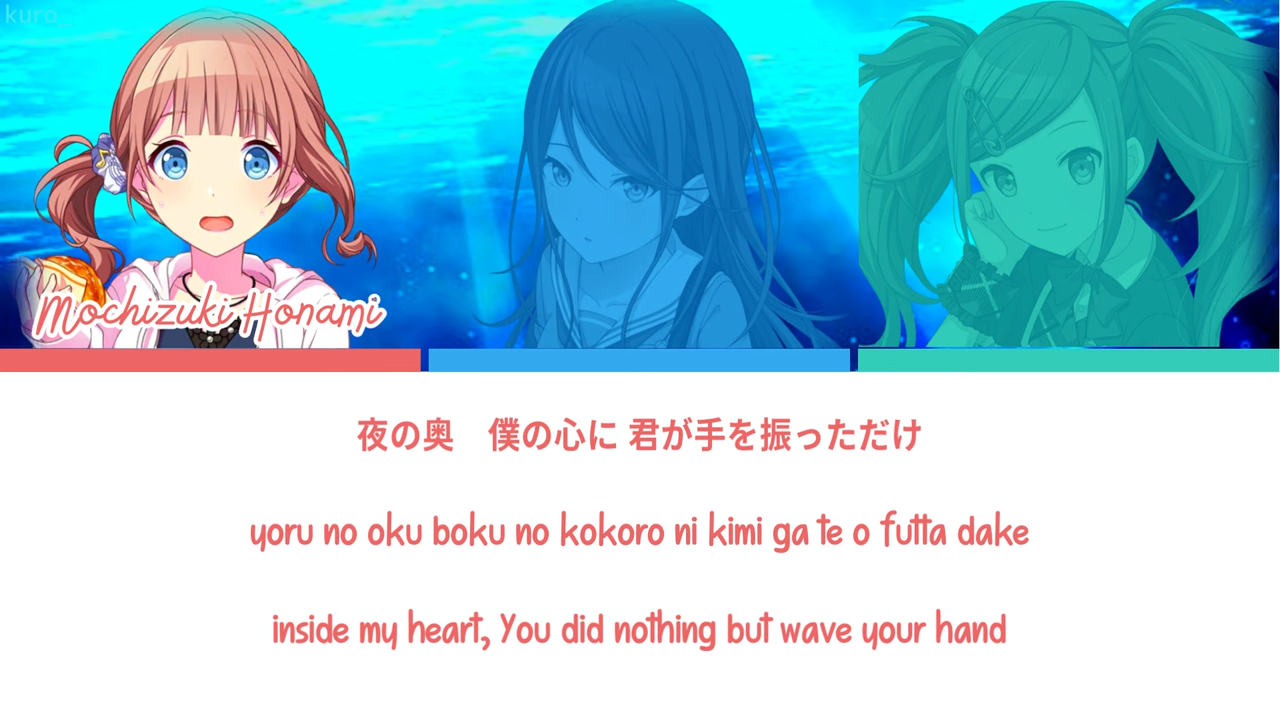 kuro_
Mochizuki Honami
夜の奥　僕の心に 君が手を振っただけ
yoru no oku boku no kokoro ni kimi ga te o futta dake
inside my heart, You did nothing but wave your hand